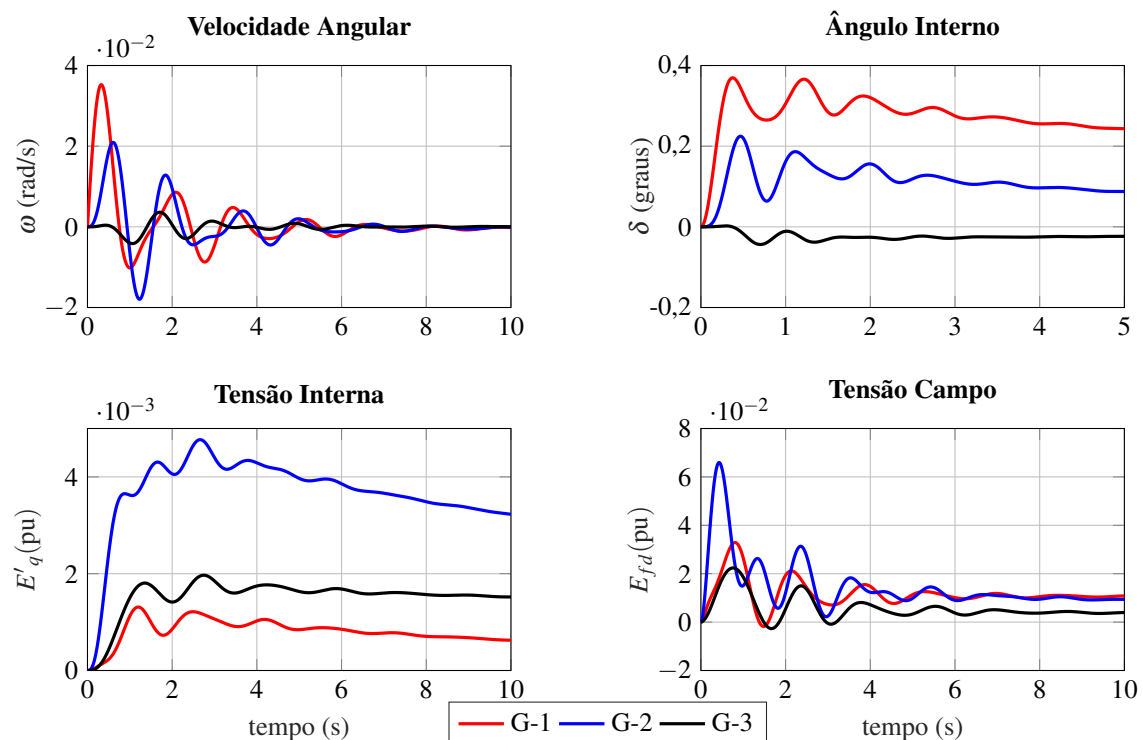 Velocidade Angular
·10−2
4
2
0
−2
ω (rad/s)
0 2 4 6 8 10
Ângulo Interno
0,4
0,2
0
-0,2
δ (graus)
0 1 2 3 4 5
Tensão Interna
·10−3
4
2
0
E′q(pu)
0 2 4 6 8 10
tempo (s)
Tensão Campo
·10−2
8
6
4
2
0
−2
Efd(pu)
0 2 4 6 8 10
tempo (s)
G-1 G-2 G-3